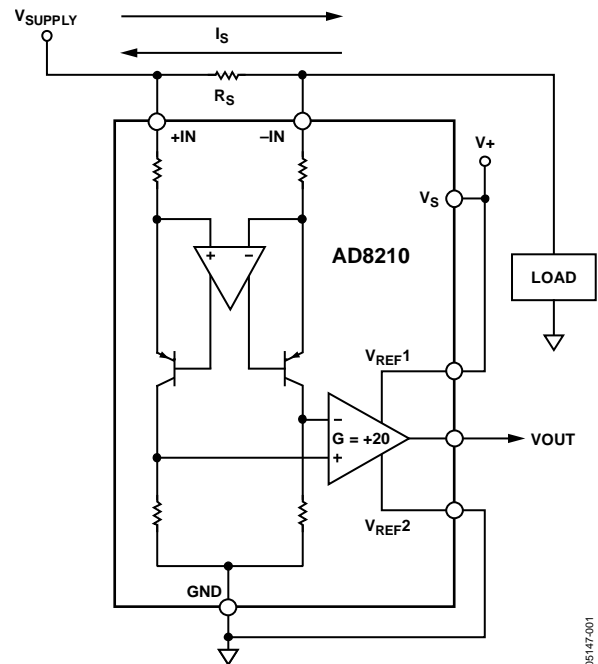 VSUPPLY
IS
RS
+IN
–IN
V+
VS
+
–
AD8210
LOAD
VREF1
–
G = +20
+
VOUT
VREF2
GND
05147-001